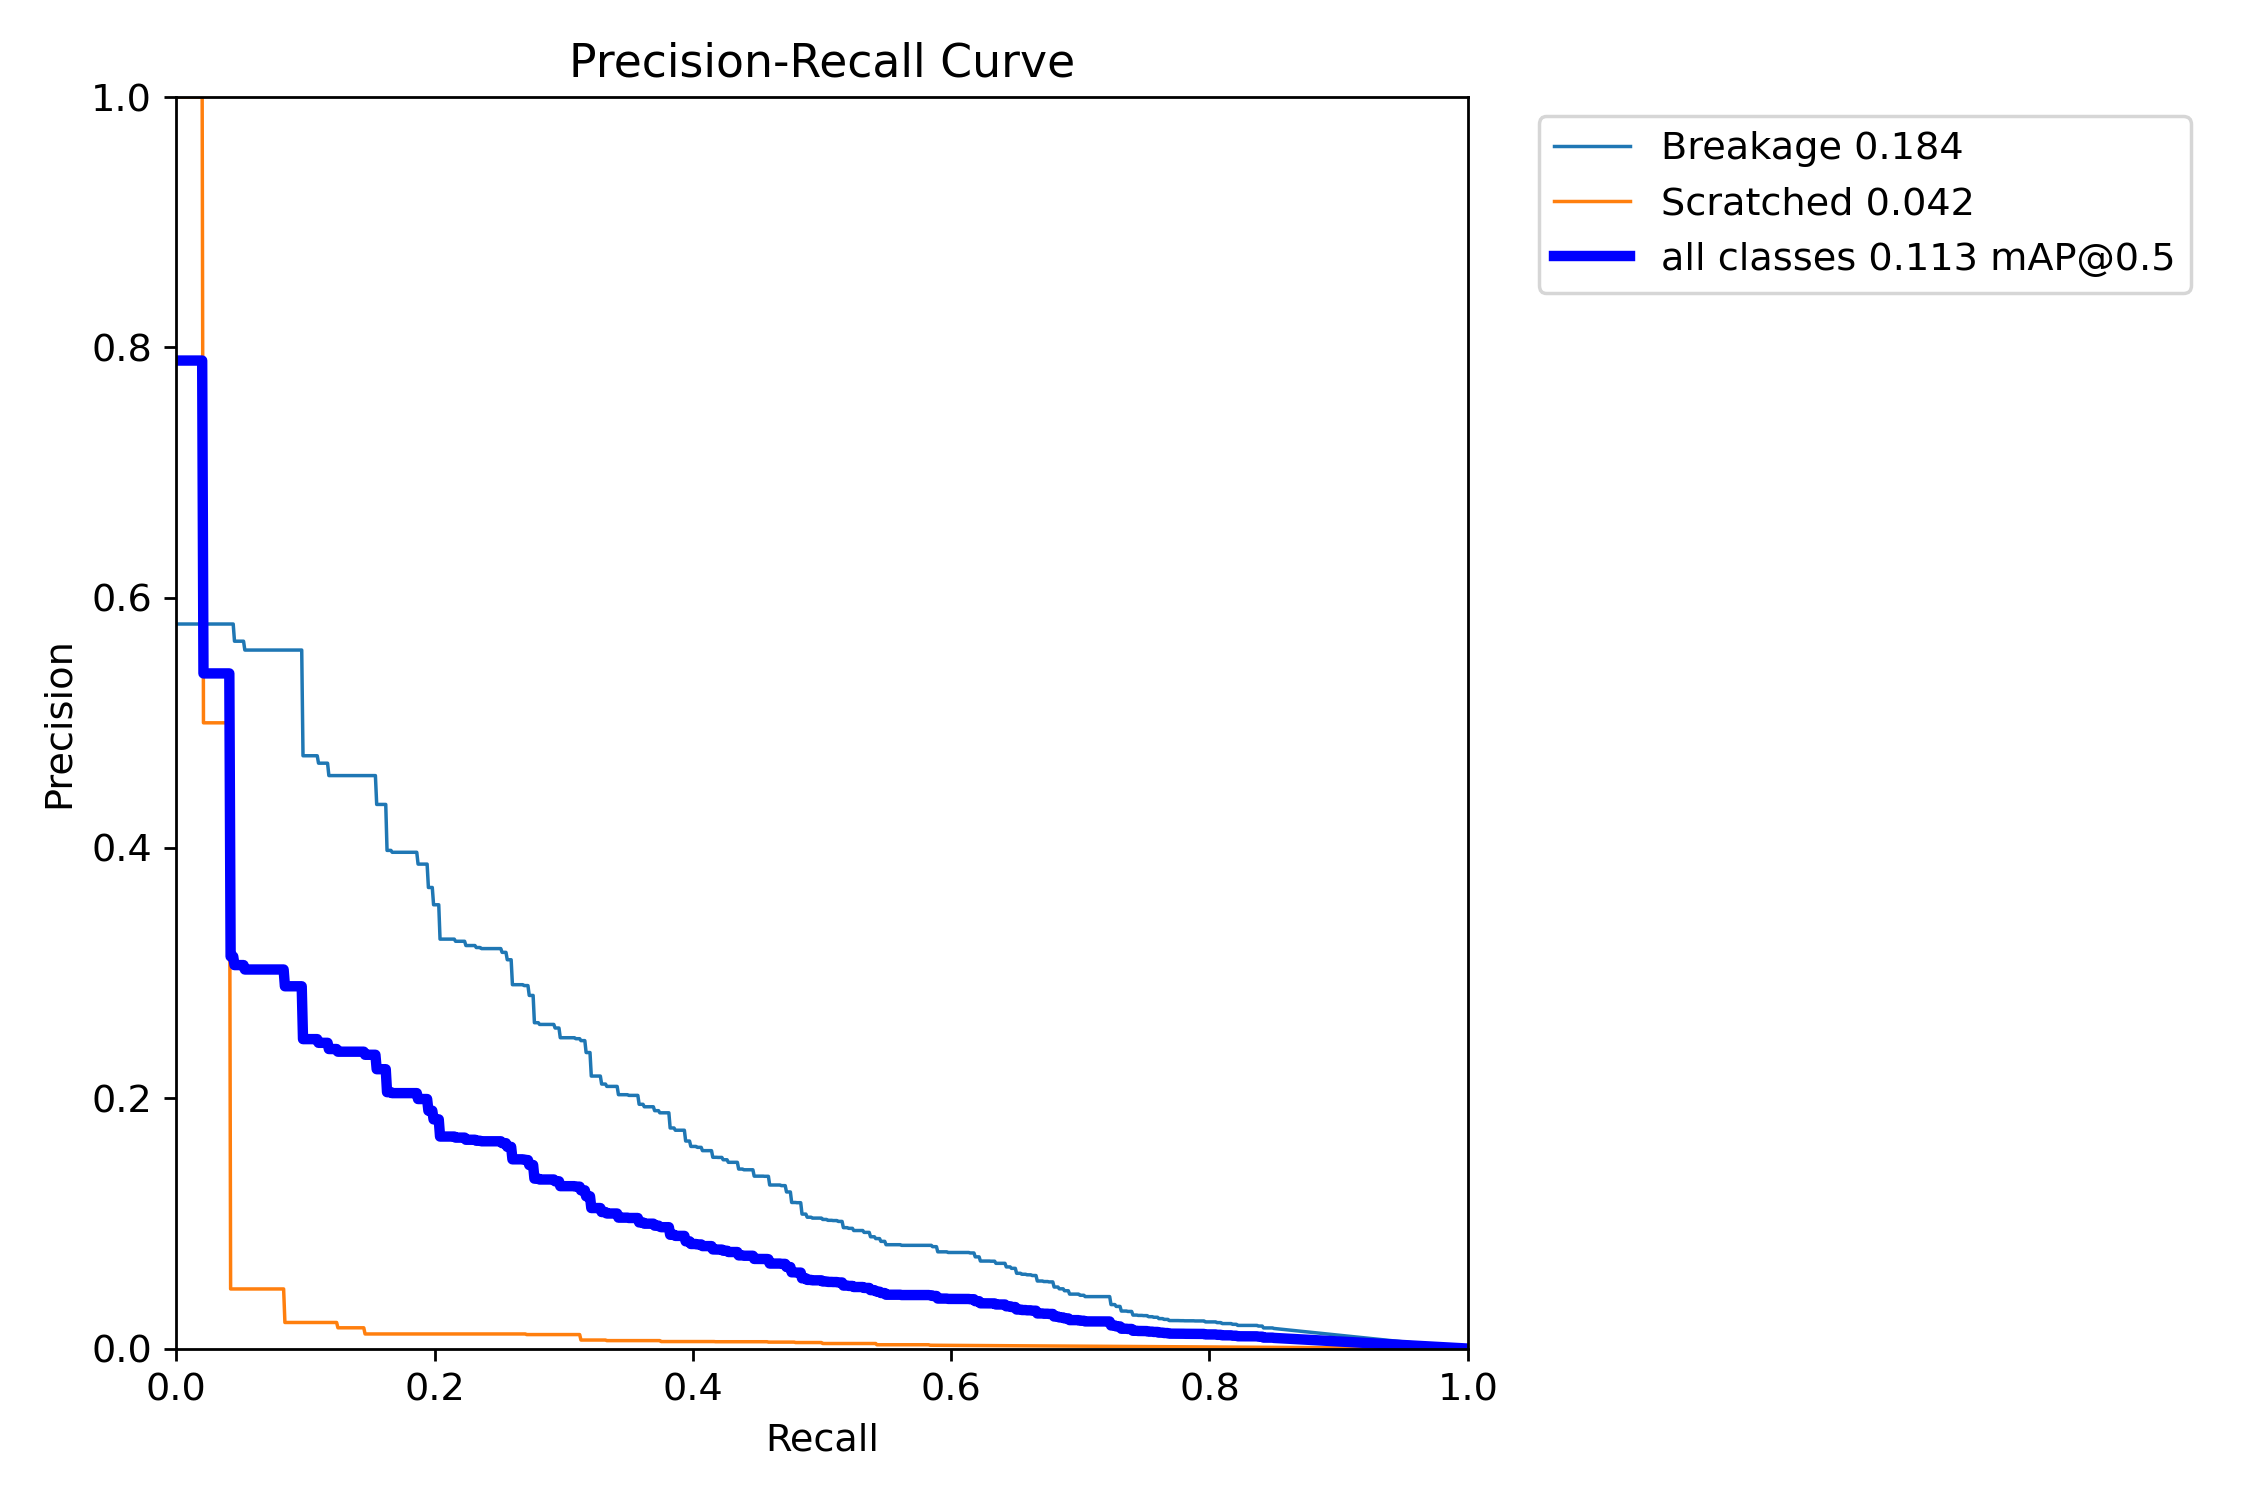 Precision-Recall Curve
1.0
0.8
0.6
0.4
0.2
0.0
Precision
0.0 0.2 0.4 0.6 0.8 1.0
Recall
Breakage 0.184
Scratched 0.042
all classes 0.113 mAP@0.5